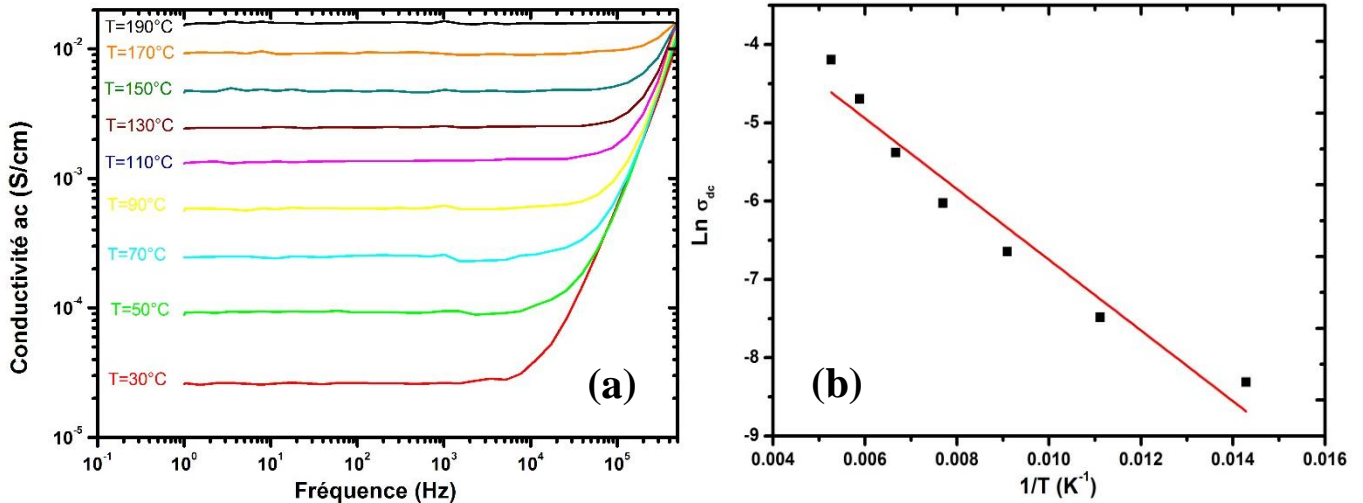 Conductivité ac (S/cm)
10⁻²
10⁻³
10⁻⁴
10⁻⁵
T=190°C
T=170°C
T=150°C
T=130°C
T=110°C
T=90°C
T=70°C
T=50°C
T=30°C
(a)
10⁻¹ 10⁰ 10¹ 10² 10³ 10⁴ 10⁵
Fréquence (Hz)
Ln σdc
-4
-5
-6
-7
-8
-9
(b)
0.004 0.006 0.008 0.010 0.012 0.014 0.016
1/T (K⁻¹)